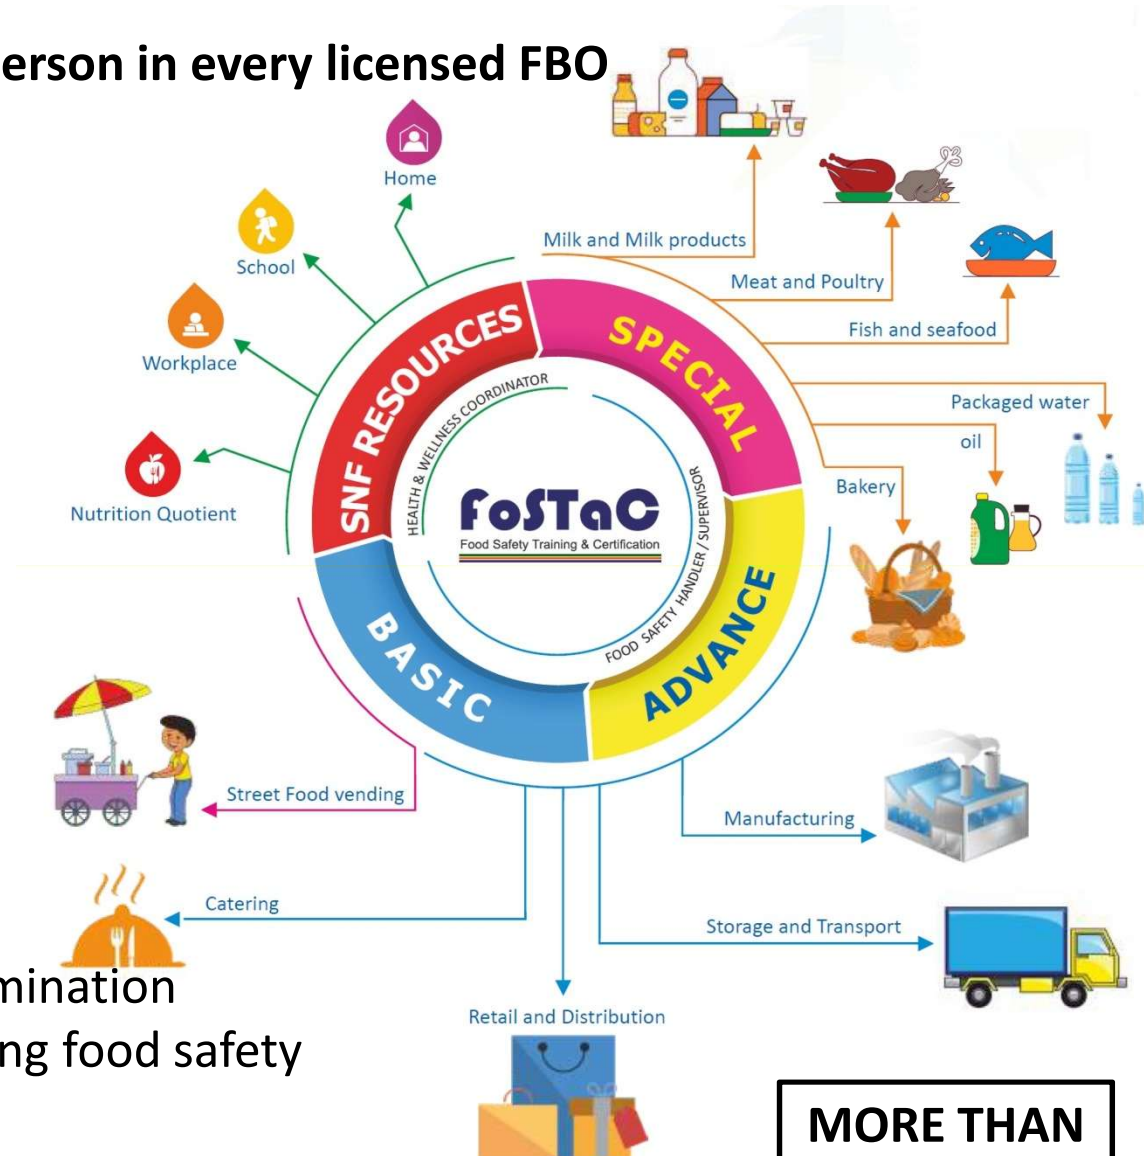 erson in every licensed FBO
Home
School
Workplace
Nutrition Quotient
Milk and Milk products
Meat and Poultry
Fish and seafood
Packaged water
oil
Bakery
SNF RESOURCES
SPECIAL
HEALTH & WELLNESS COORDINATOR
FoSTaC
Food Safety Training & Certification
FOOD SAFETY HANDLER / SUPERVISOR
BASIC
ADVANCE
Street Food vending
Manufacturing
Catering
Storage and Transport
mination
ng food safety
Retail and Distribution
MORE THAN